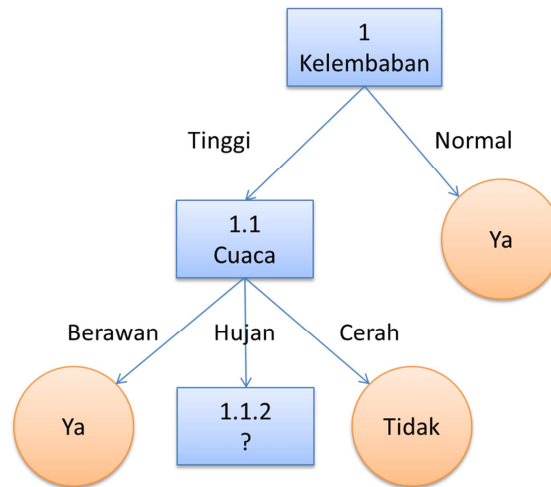 1
Kelembaban
Tinggi
Normal
1.1
Cuaca
Ya
Berawan
Hujan
Cerah
Ya
1.1.2
?
Tidak